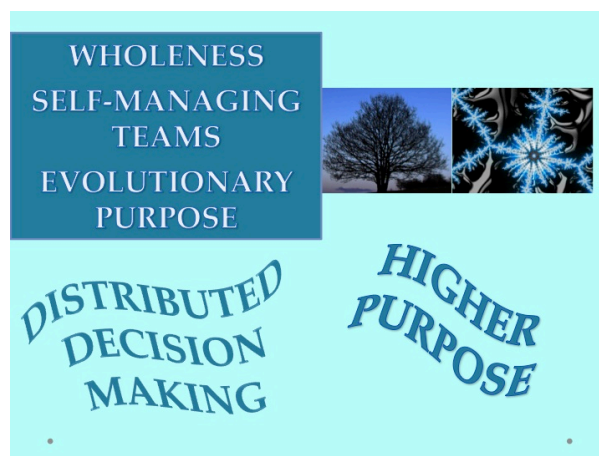 WHOLENESS
SELF-MANAGING
TEAMS
EVOLUTIONARY
PURPOSE
DISTRIBUTED
DECISION
MAKING
HIGHER
PURPOSE